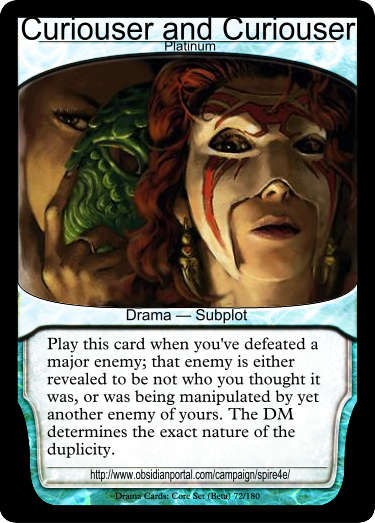 Curiouser and Curiouser
Platinum
Drama — Subplot
Play this card when you've defeated a
major enemy; that enemy is either
revealed to be not who you thought it
was, or was being manipulated by yet
another enemy of yours. The DM
determines the exact nature of the
duplicity.
http://www.obsidianportal.com/campaign/spire4e/
Drama Cards: Core Set (Beta) 72/180